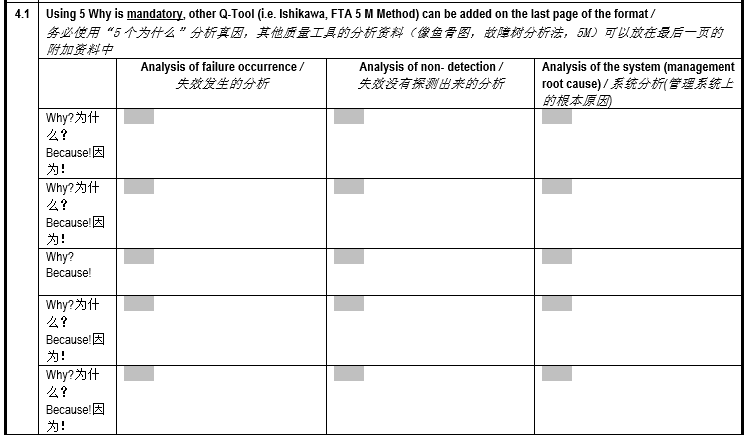 4.1 Using 5 Why is mandatory, other Q-Tool (i.e. Ishikawa, FTA 5 M Method) can be added on the last page of the format /
务必使用“5个为什么”分析真因，其他质量工具的分析资料（像鱼骨图，故障树分析法，5M）可以放在最后一页的
附加资料中
Analysis of failure occurrence /
失效发生的分析
Analysis of non- detection /
失效没有探测出来的分析
Analysis of the system (management
root cause) / 系统分析(管理系统上
的根本原因)
Why?为什
么？
Because!因
为!
Why?为什
么？
Because!因
为!
Why?
Because!
Why?为什
么？
Because!因
为!
Why?为什
么？
Because!因
为!